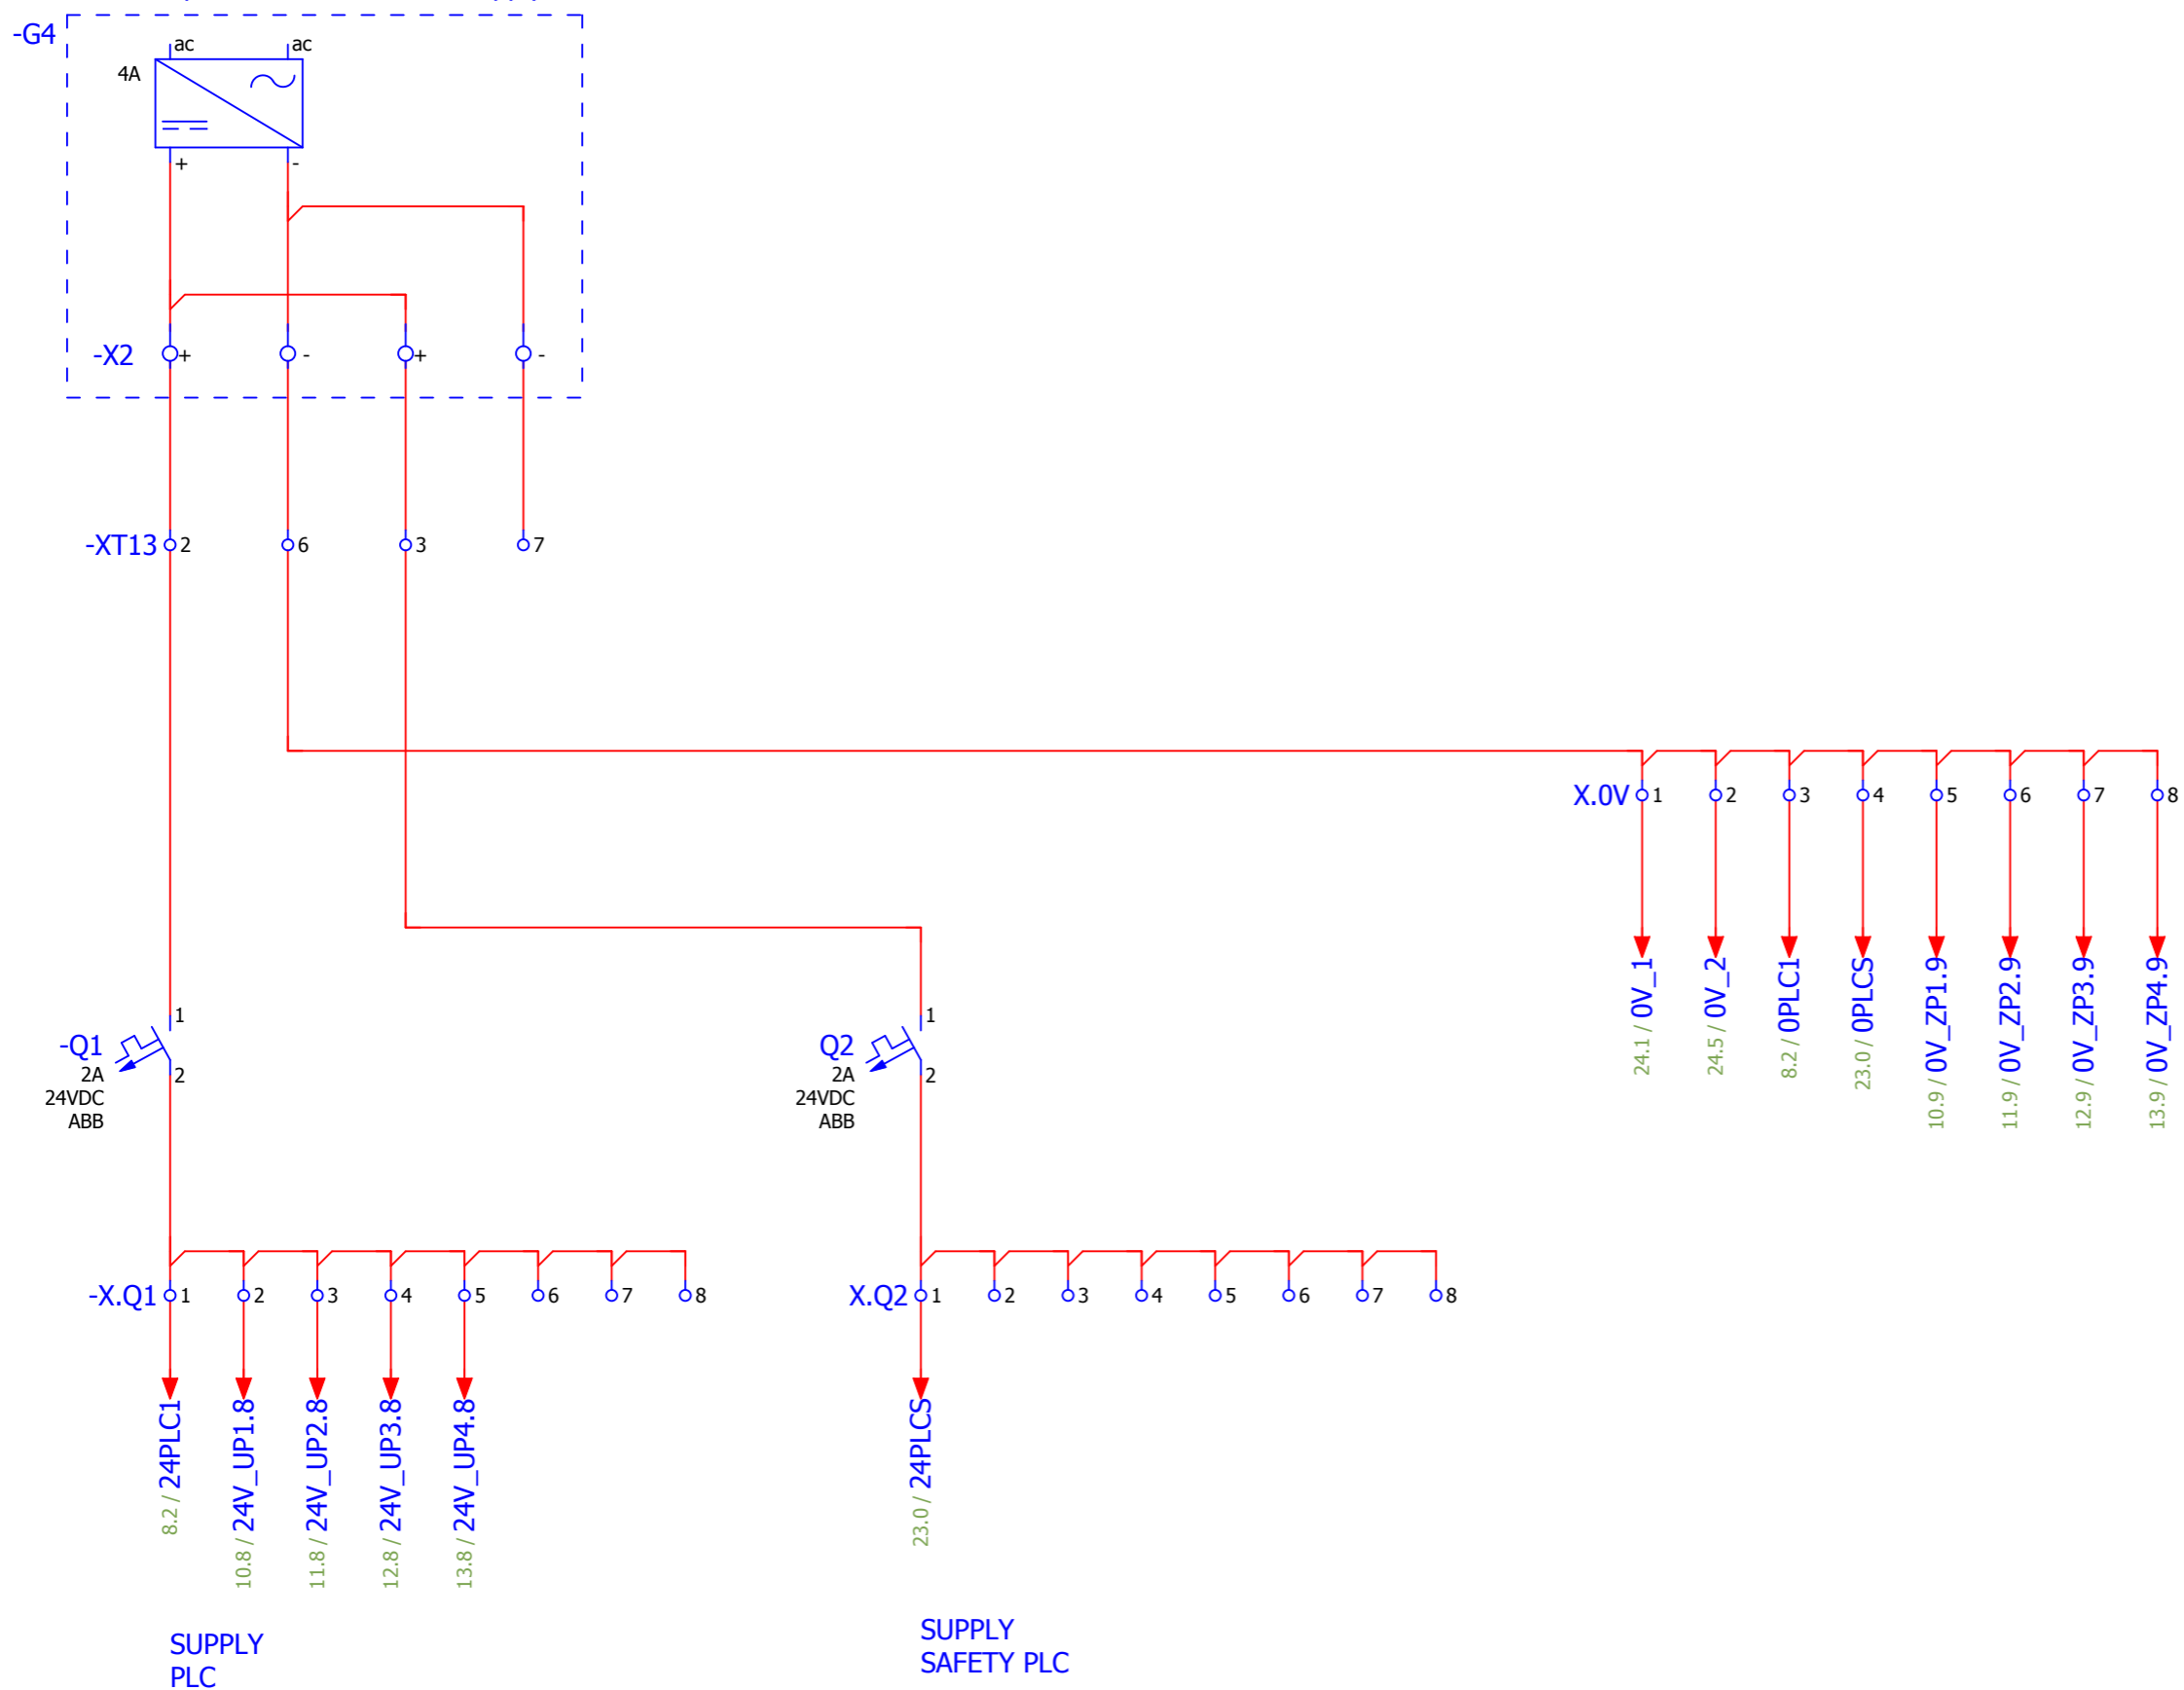 -G4
ac
ac
4A
+
-
-X2
+
-
+
-
-XT13
2
6
3
7
X.0V
1
2
3
4
5
6
7
8
24.1 / 0V_1
24.5 / 0V_2
8.2 / 0PLC1
23.0 / 0PLCS
10.9 / 0V_ZP1.9
11.9 / 0V_ZP2.9
12.9 / 0V_ZP3.9
13.9 / 0V_ZP4.9
1
-Q1
2A
24VDC
ABB
2
1
Q2
2A
24VDC
ABB
2
-X.Q1
1
2
3
4
5
6
7
8
X.Q2
1
2
3
4
5
6
7
8
8.2 / 24PLC1
10.8 / 24V_UP1.8
11.8 / 24V_UP2.8
12.8 / 24V_UP3.8
13.8 / 24V_UP4.8
23.0 / 24PLCS
SUPPLY
PLC
SUPPLY
SAFETY PLC